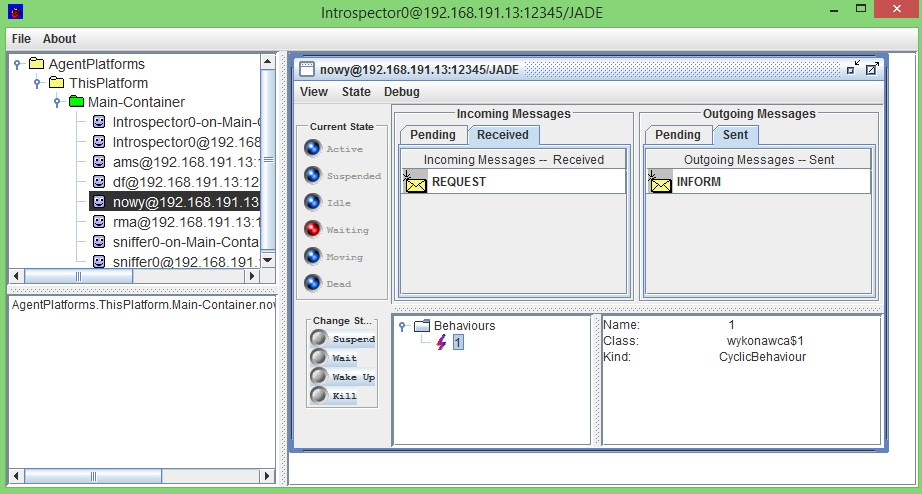 Introspector0@192.168.191.13:12345/JADE
File About
AgentPlatforms
ThisPlatform
Main-Container
Introspector0-on-Main-
Introspector0@192.168
ams@192.168.191.13:1
df@192.168.191.13:12
nowy@192.168.191.13
rma@192.168.191.13:1
sniffer0-on-Main-Conta
sniffer0@192.168.191.
AgentPlatforms.ThisPlatform.Main-Container.nov
nowy@192.168.191.13:12345/JADE
View State Debug
Current State
Active
Suspended
Idle
Waiting
Moving
Dead
Change St...
Suspend
Wait
Wake Up
Kill
Incoming Messages
Pending Received
Incoming Messages -- Received
REQUEST
Outgoing Messages
Pending Sent
Outgoing Messages -- Sent
INFORM
Behaviours
1
Name: 1
Class: wykonawca$1
Kind: CyclicBehaviour